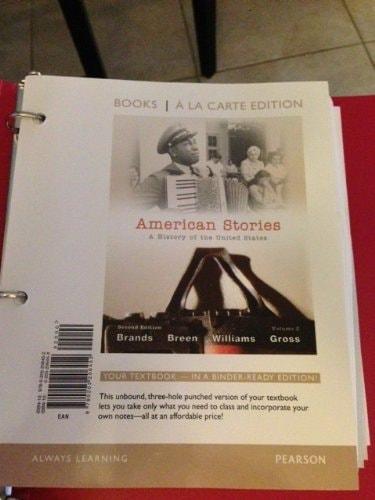 BOOKS | À LA CARTE EDITION
American Stories
A History of the United States
Second Edition Volume 2
Brands Breen Williams Gross
YOUR TEXTBOOK — IN A BINDER-READY EDITION!
This unbound, three-hole punched version of your textbook
lets you take only what you need to class and incorporate your
own notes—all at an affordable price!
EAN
ALWAYS LEARNING PEARSON